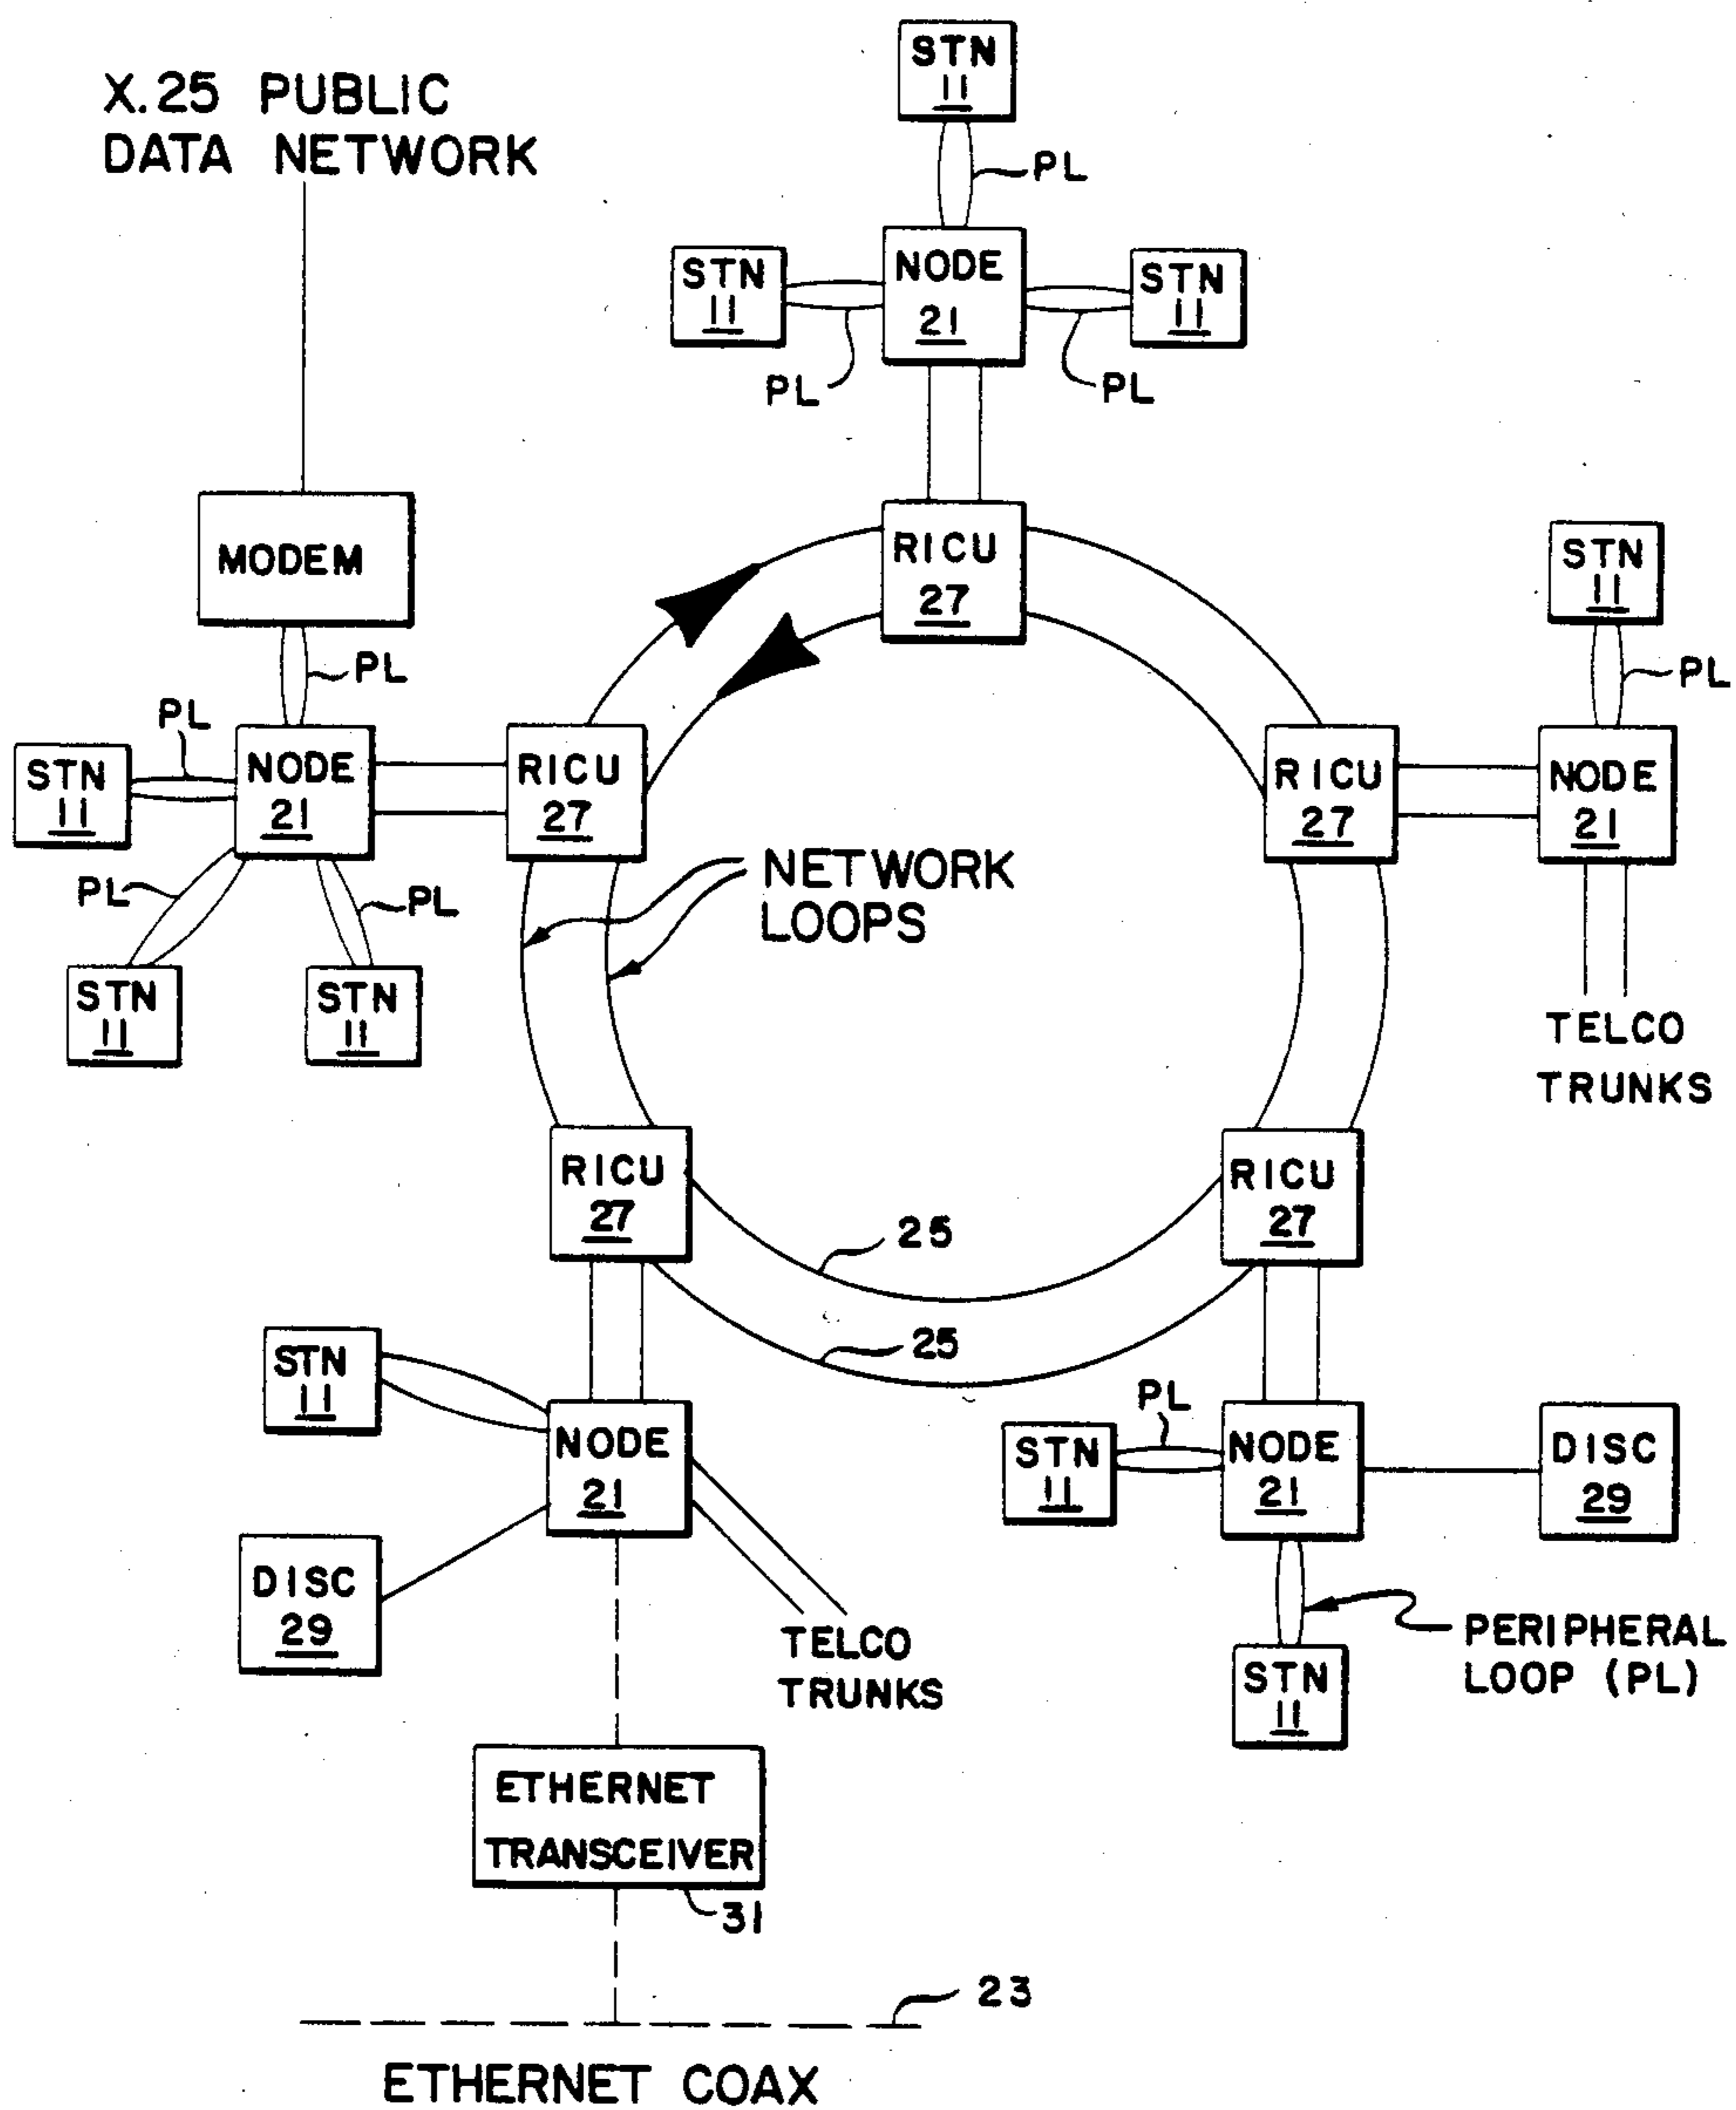 STN
11
X.25 PUBLIC
DATA NETWORK
PL
STN
11
NODE
21
STN
11
PL
PL
MODEM
RICU
27
STN
11
PL
PL
PL
STN
11
NODE
21
RICU
27
RICU
27
NODE
21
PL
PL
NETWORK
LOOPS
STN
11
STN
11
TELCO
TRUNKS
RICU
27
RICU
27
25
25
STN
11
NODE
21
PL
STN
11
NODE
21
DISC
29
DISC
29
TELCO
TRUNKS
PERIPHERAL
LOOP (PL)
STN
11
ETHERNET
TRANSCEIVER
31
23
ETHERNET COAX